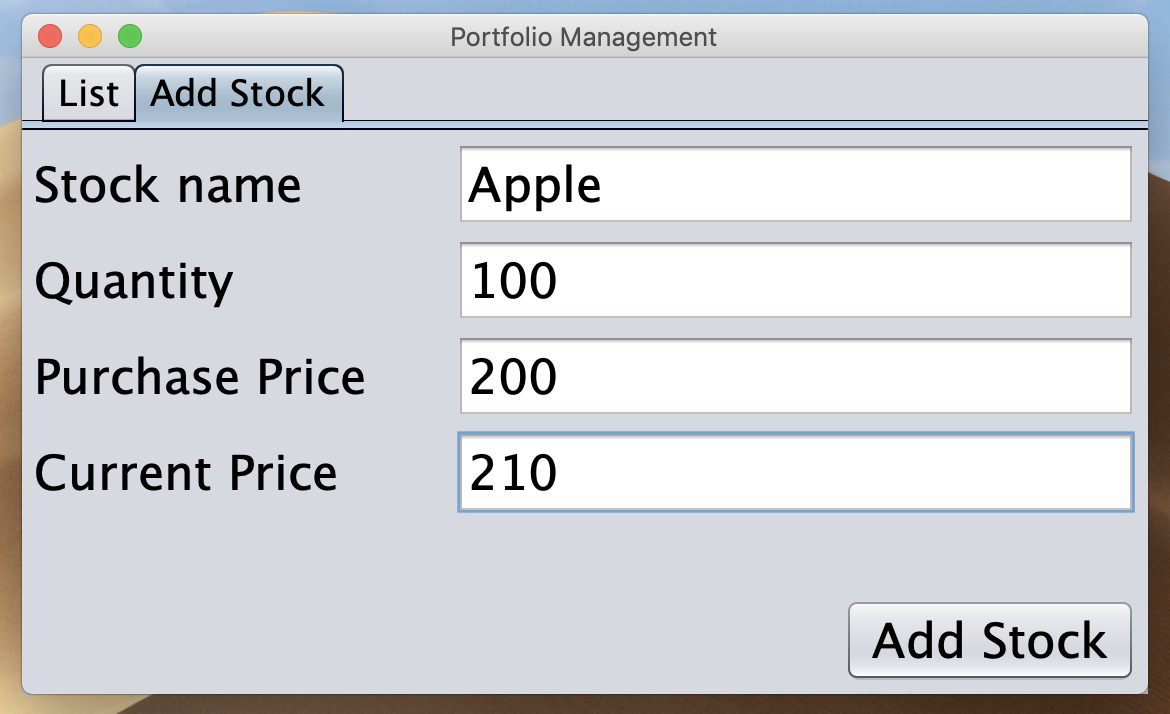 Portfolio Management
List Add Stock
Stock name Apple
Quantity 100
Purchase Price 200
Current Price 210
Add Stock